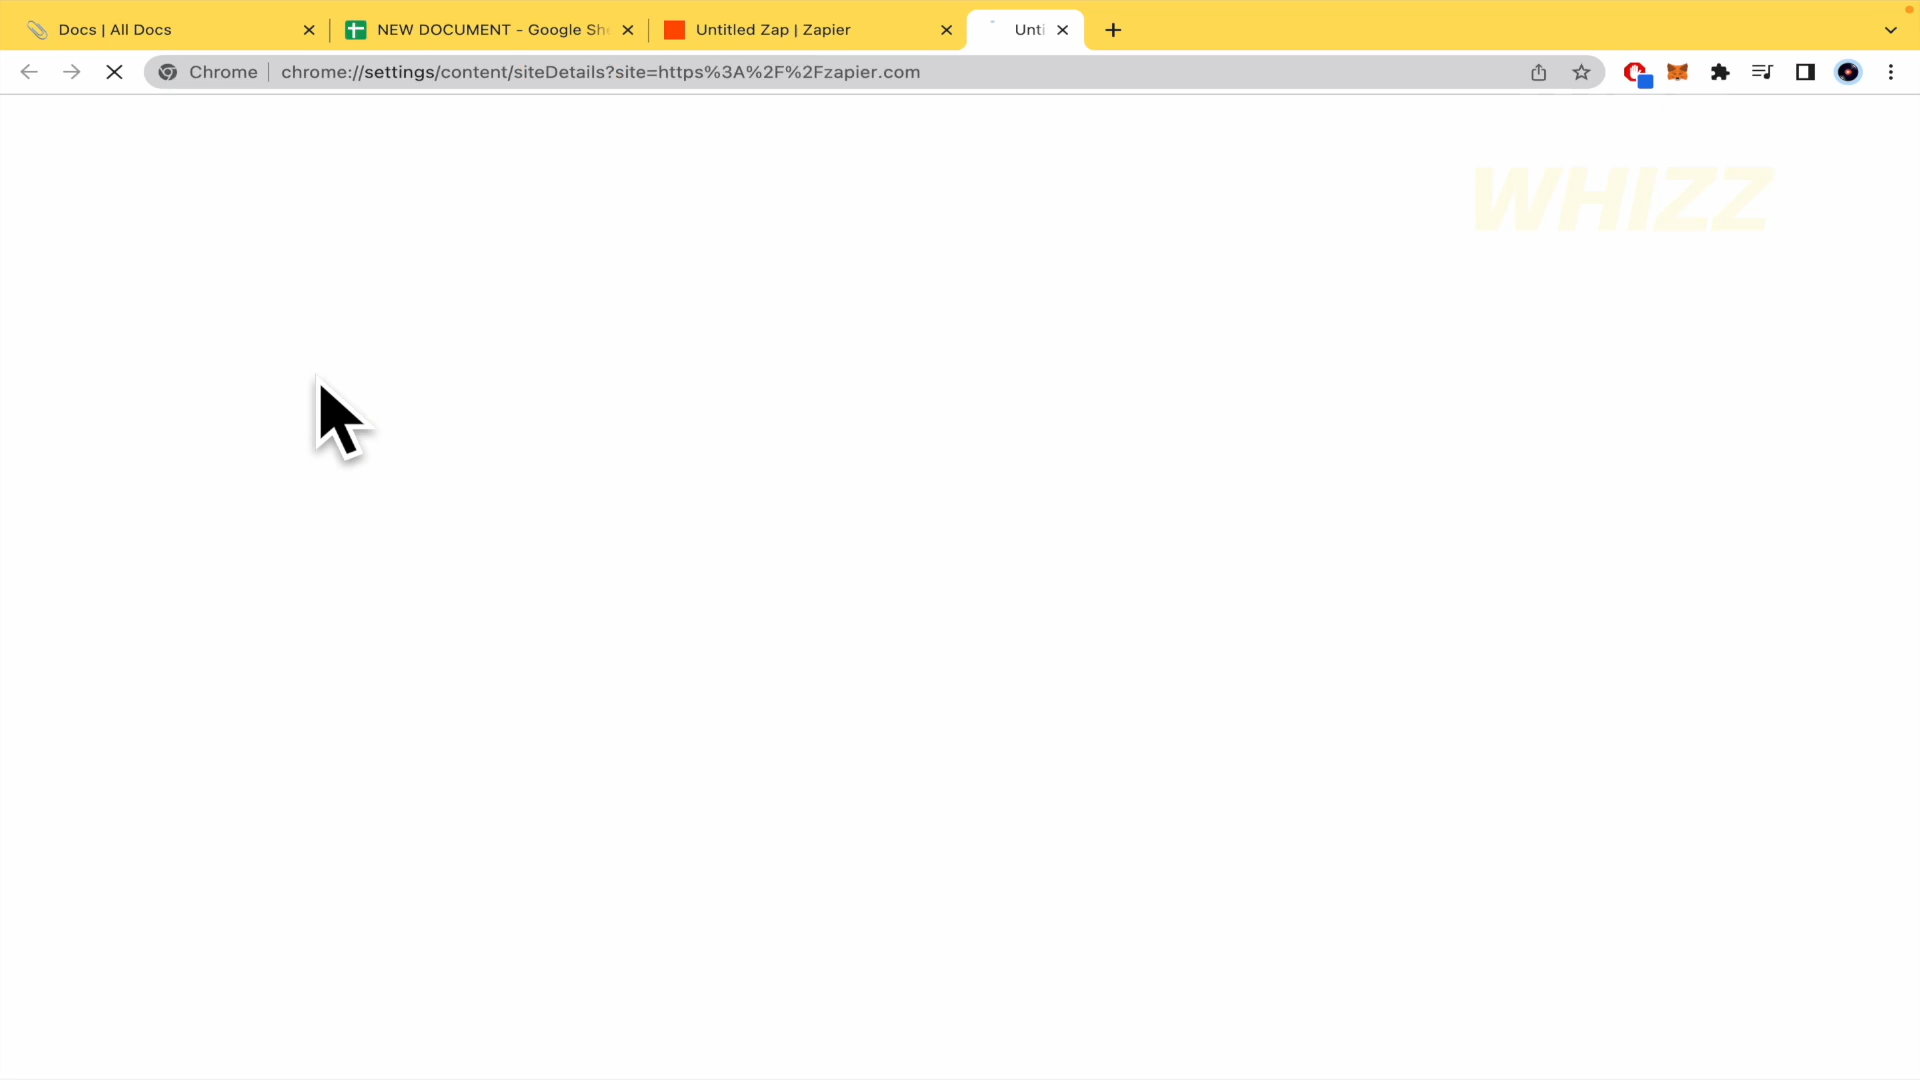 Docs | All Docs
NEW DOCUMENT - Google She
Untitled Zap | Zapier
Unti
Chrome
chrome://settings/content/siteDetails?site=https%3A%2F%2Fzapier.com
WHIZZ